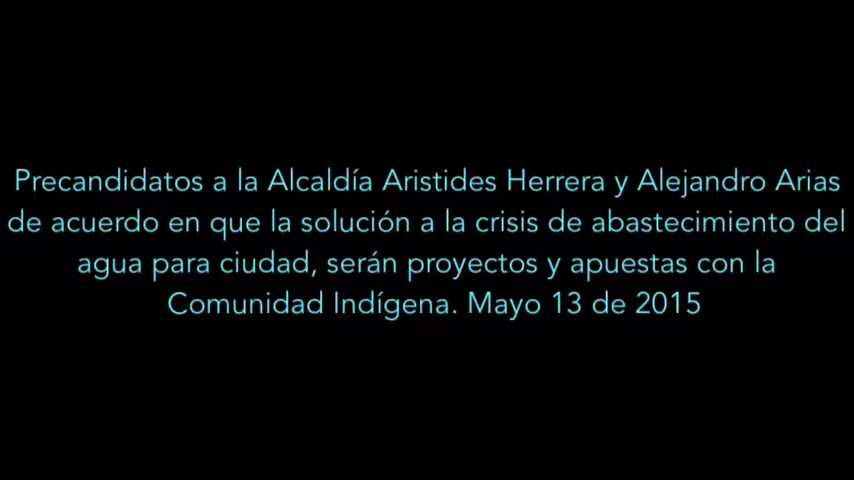 Precandidatos a la Alcaldía Aristides Herrera y Alejandro Arias
de acuerdo en que la solución a la crisis de abastecimiento del
agua para ciudad, serán proyectos y apuestas con la
Comunidad Indígena. Mayo 13 de 2015